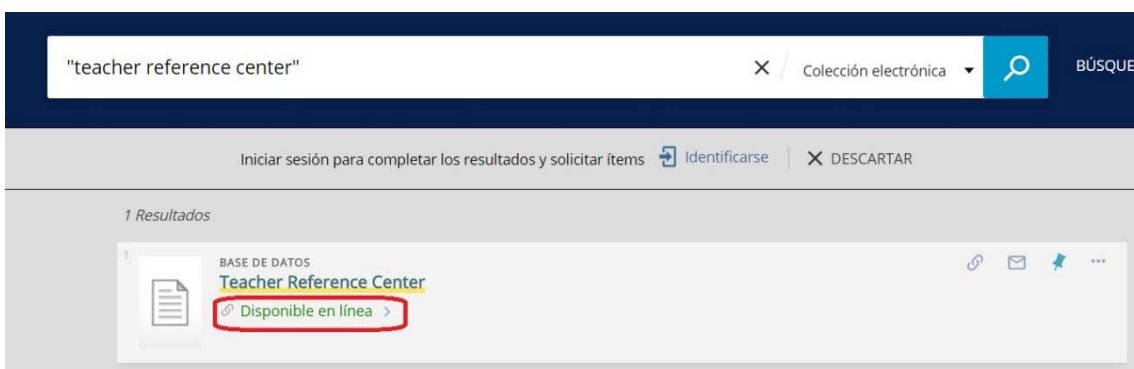 "teacher reference center" Colección electrónica BÚSQUE
Iniciar sesión para completar los resultados y solicitar ítems Identificarse DESCARTAR
1 Resultados
1
BASE DE DATOS
Teacher Reference Center
Disponible en línea